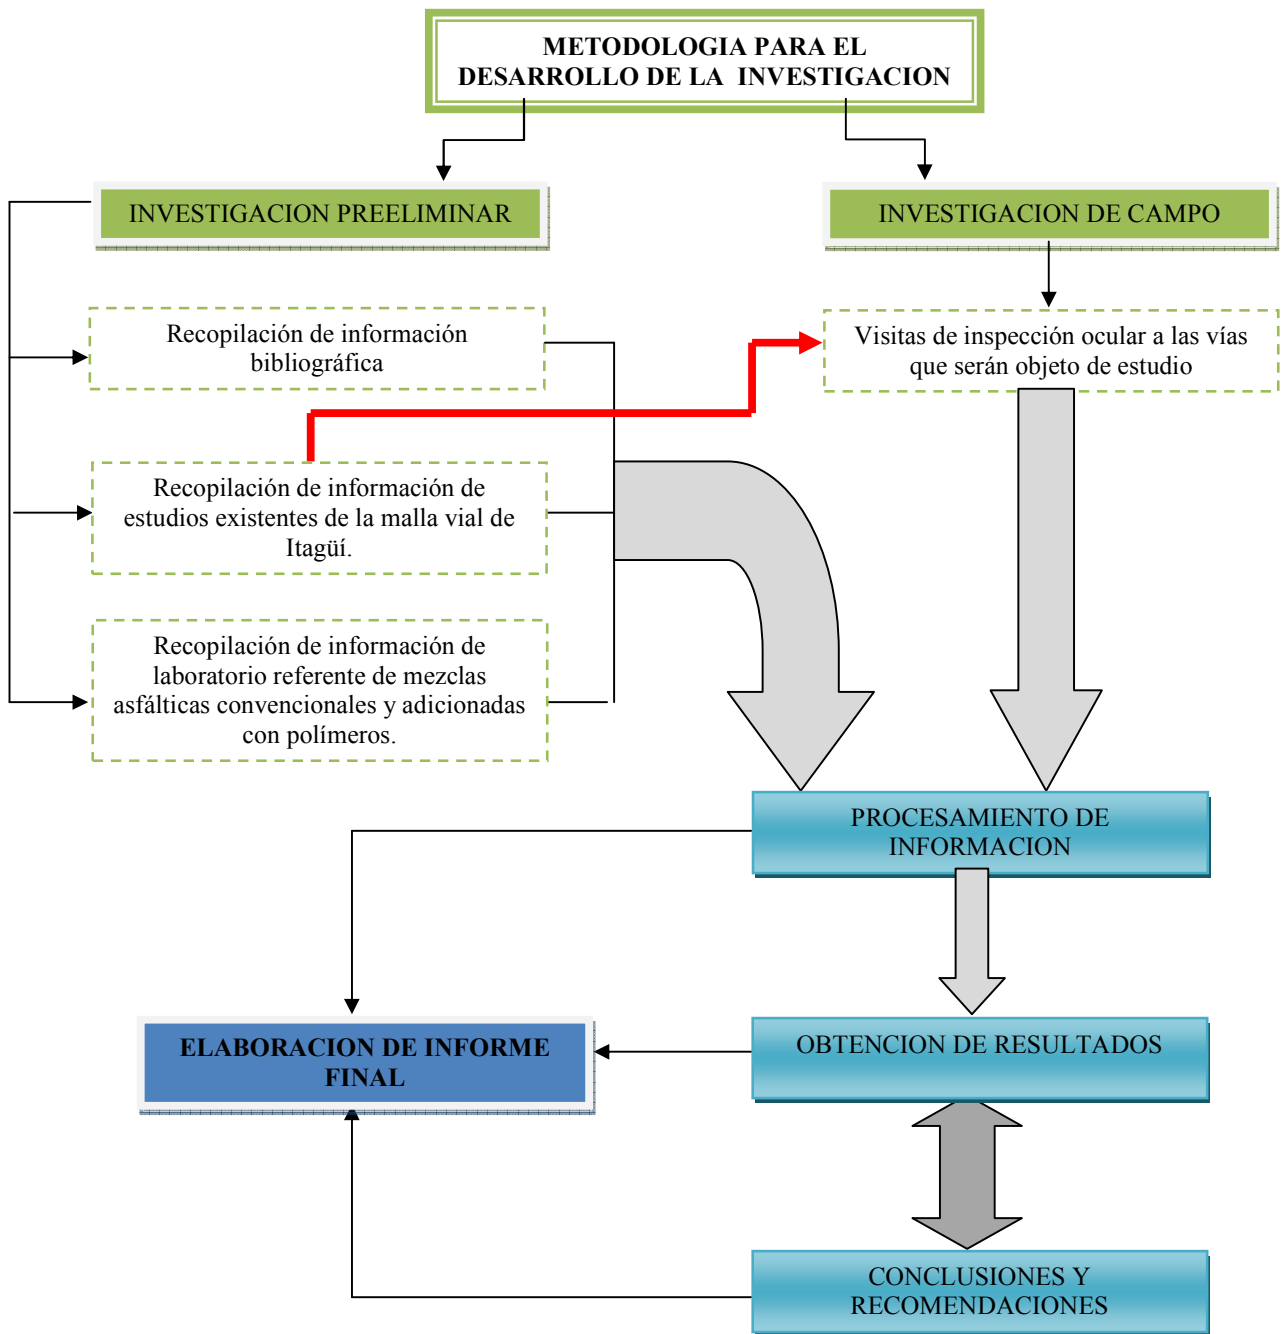 METODOLOGIA PARA EL
DESARROLLO DE LA INVESTIGACION
INVESTIGACION PREELIMINAR
INVESTIGACION DE CAMPO
Recopilación de información
bibliográfica
Visitas de inspección ocular a las vías
que serán objeto de estudio
Recopilación de información de
estudios existentes de la malla vial de
Itagüí.
Recopilación de información de
laboratorio referente de mezclas
asfálticas convencionales y adicionadas
con polímeros.
PROCESAMIENTO DE
INFORMACION
ELABORACION DE INFORME
FINAL
OBTENCION DE RESULTADOS
CONCLUSIONES Y
RECOMENDACIONES